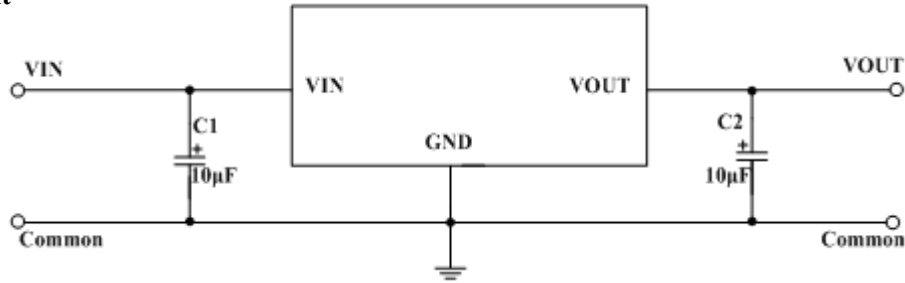 VIN
VOUT
VIN
VOUT
C1
+
10μF
GND
C2
+
10μF
Common
Common